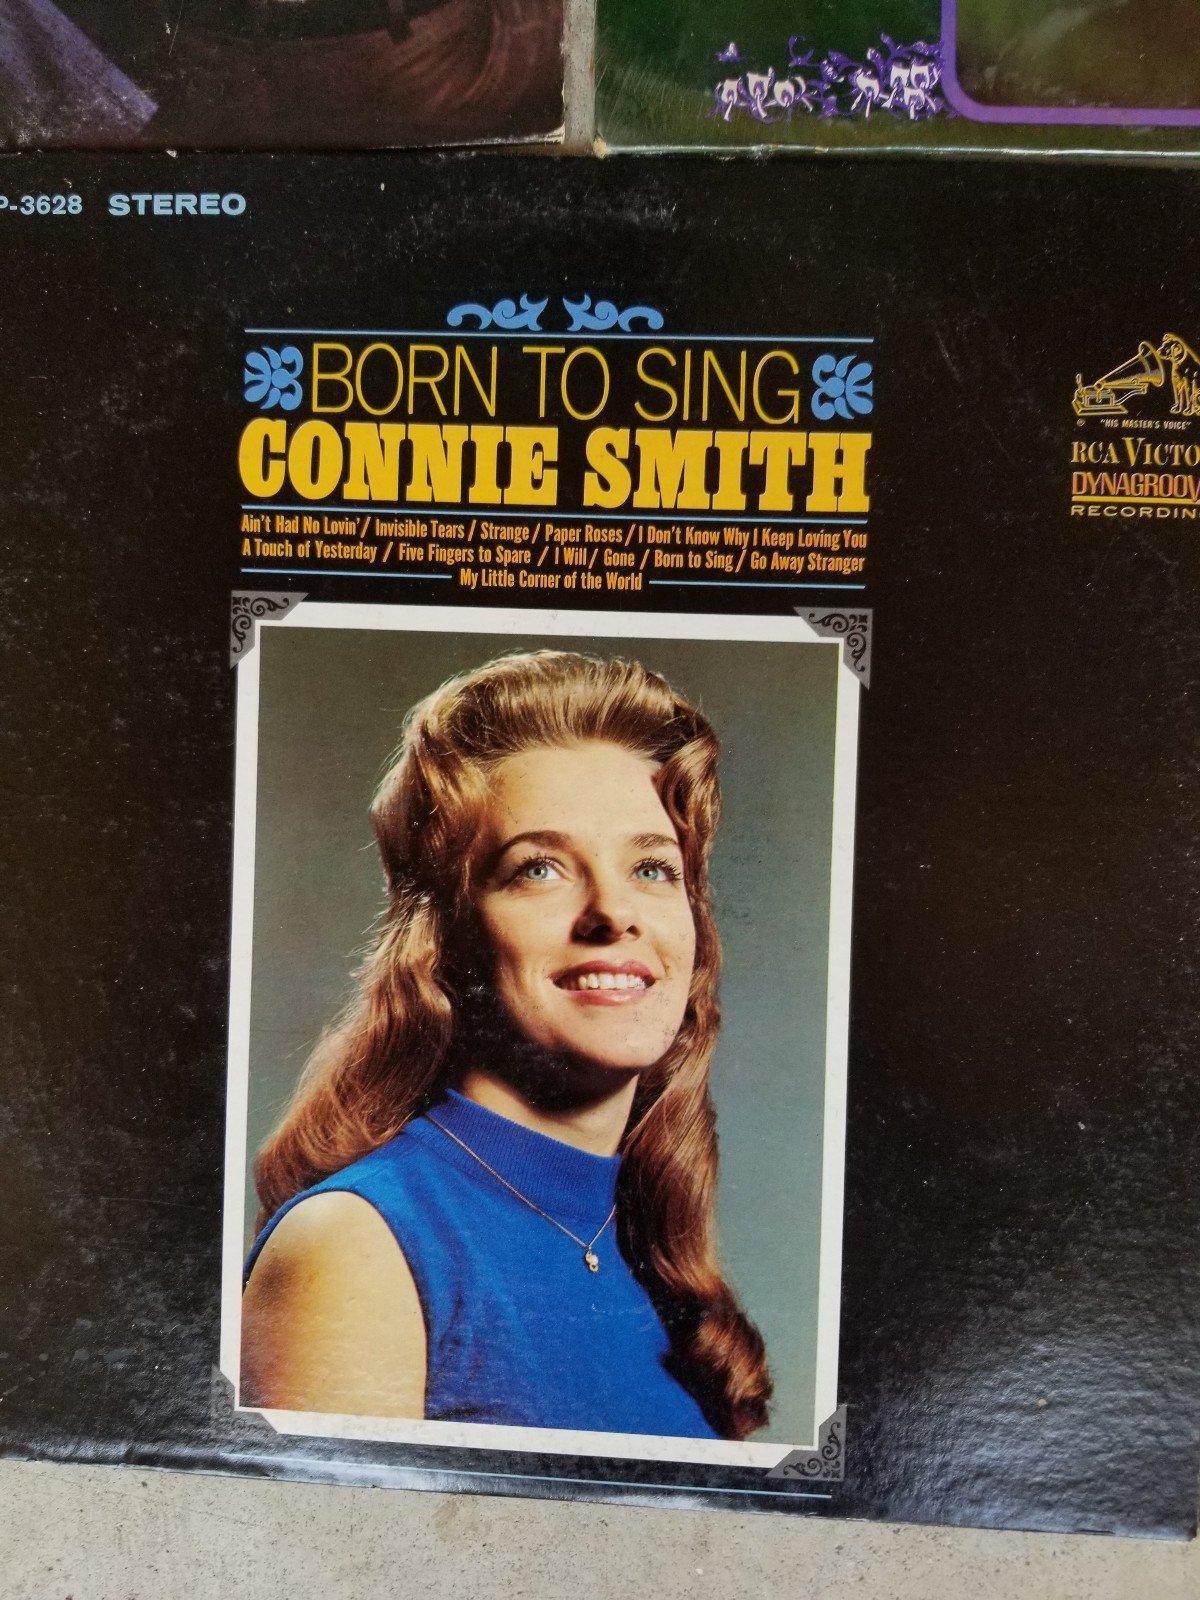 P-3628 STEREO
BORN TO SING
CONNIE SMITH
Ain't Had No Lovin' / Invisible Tears / Strange / Paper Roses / I Don't Know Why I Keep Loving You
A Touch of Yesterday / Five Fingers to Spare / I Will / Gone / Born to Sing / Go Away Stranger
My Little Corner of the World
"HIS MASTER'S VOICE"
RCA VICTO
DYNAGROOV
RECORDIN